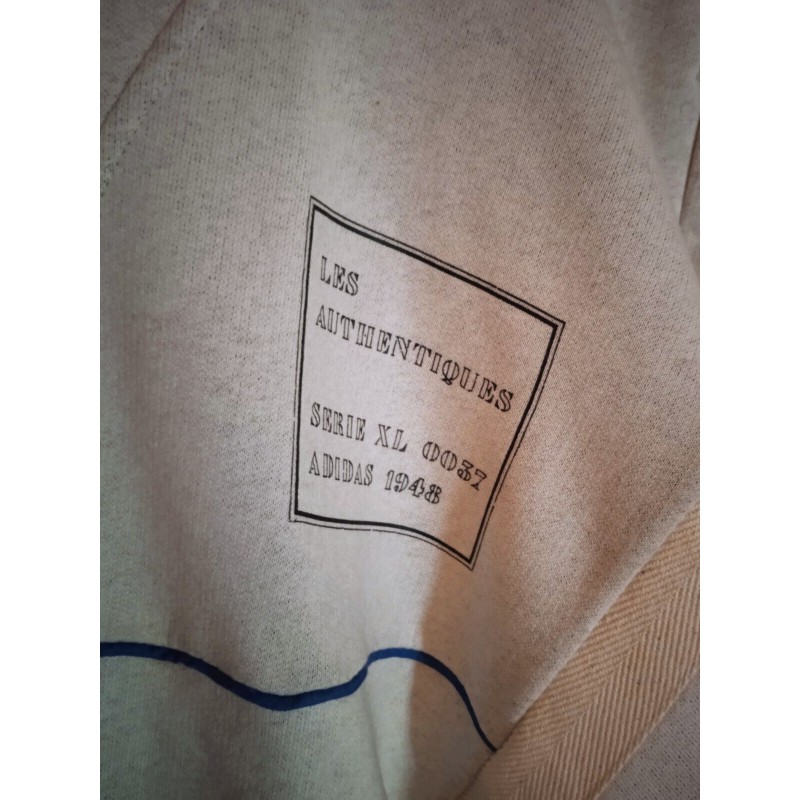 LES
AUTHENTIQUES
SERIE XL 0037
ADIDAS 1948